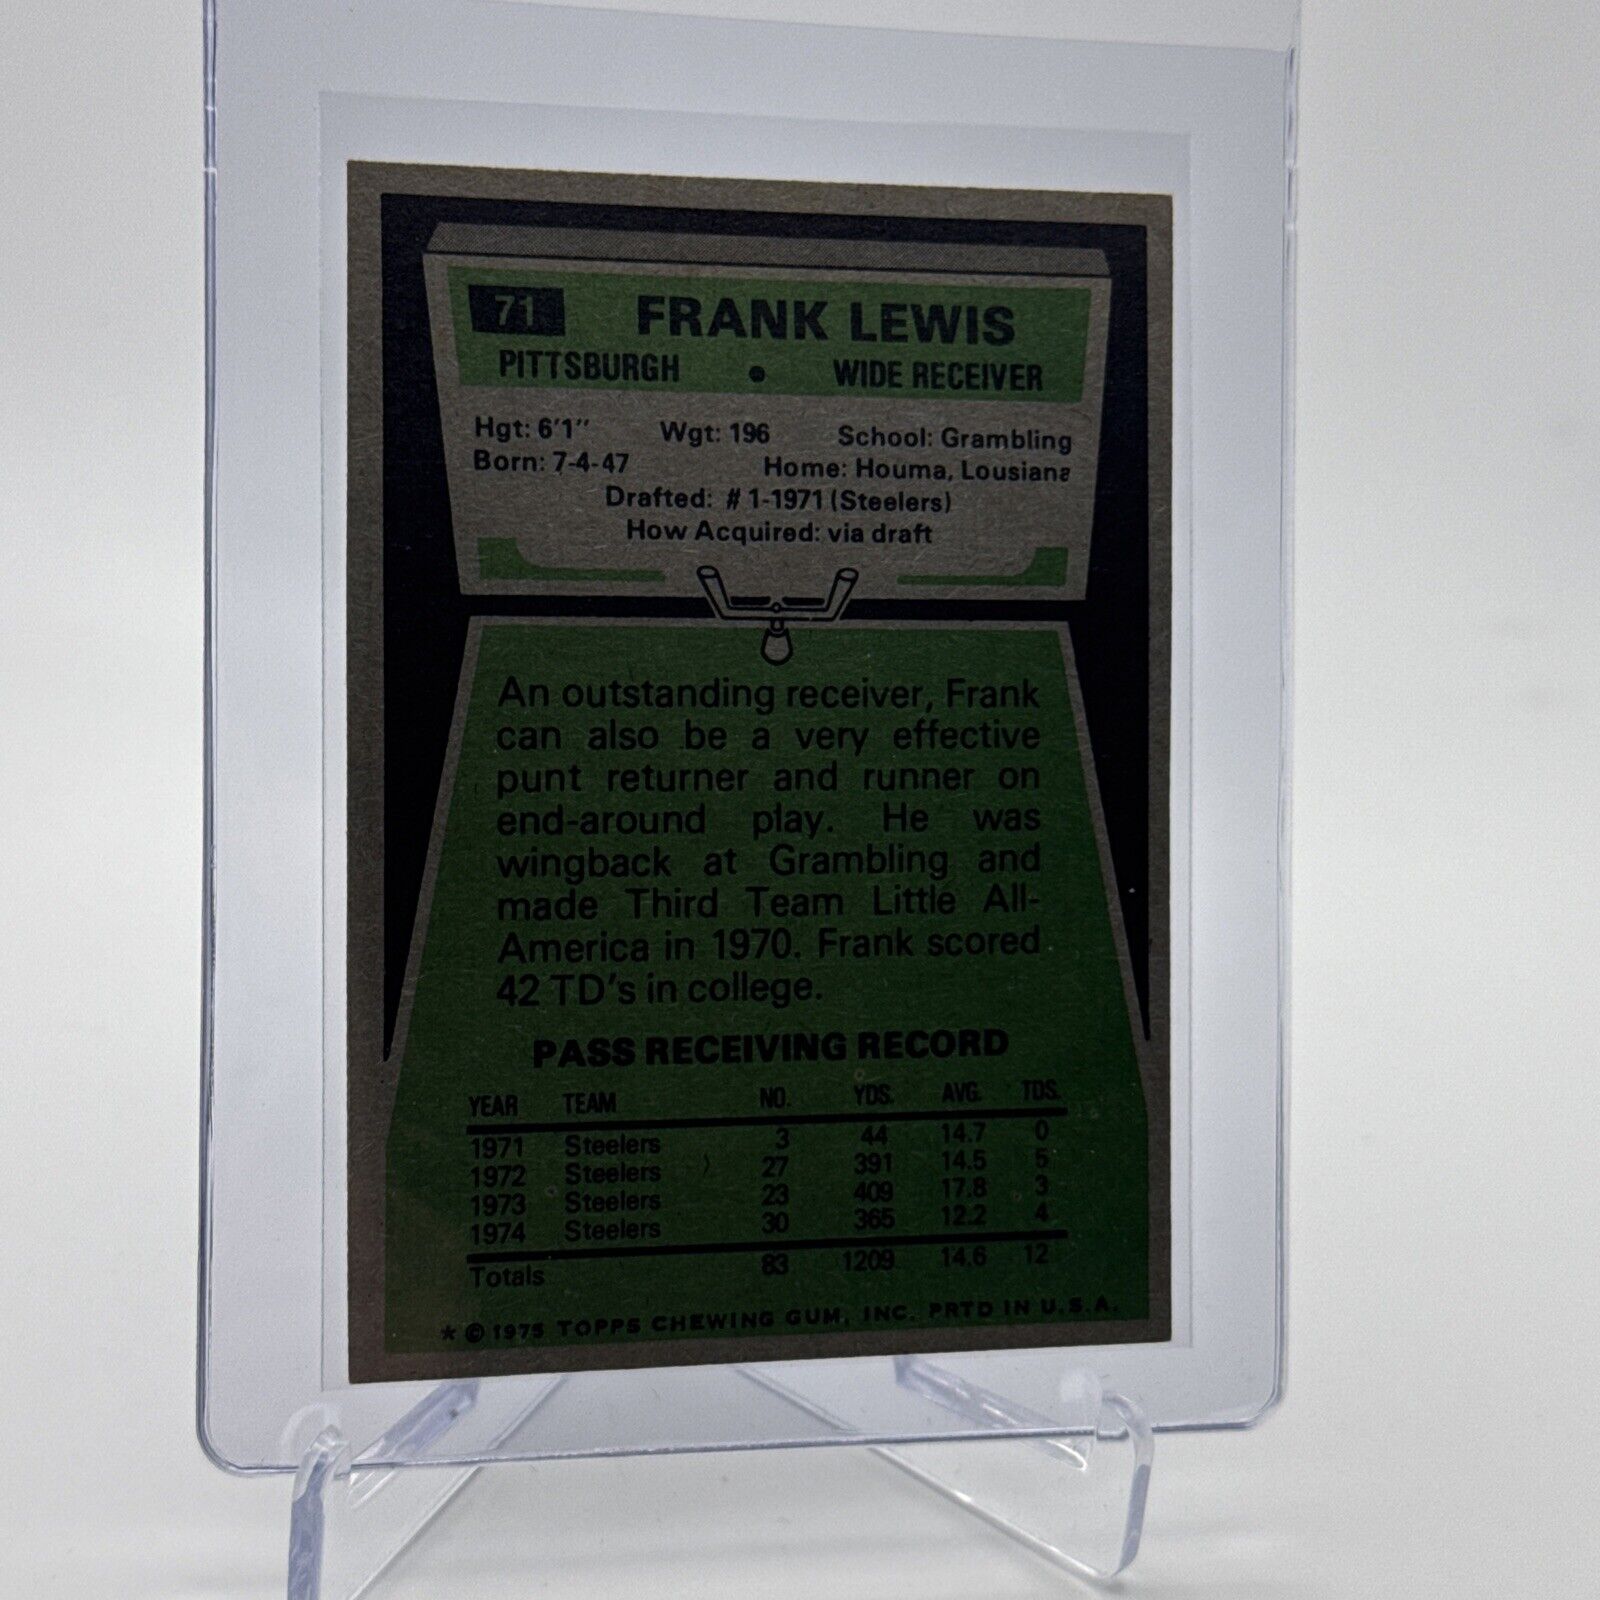 71 FRANK LEWIS
PITTSBURGH • WIDE RECEIVER
Hgt: 6'1" Wgt: 196 School: Grambling
Born: 7-4-47 Home: Houma, Lousiana
Drafted: #1-1971 (Steelers)
How Acquired: via draft
An outstanding receiver, Frank
can also be a very effective
punt returner and runner on
end-around play. He was
wingback at Grambling and
made Third Team Little All-
America in 1970. Frank scored
42 TD's in college.
PASS RECEIVING RECORD
YEAR TEAM NO. YDS. AVG. TDS.
1971 Steelers 3 44 14.7 0
1972 Steelers 27 391 14.5 5
1973 Steelers 23 409 17.8 3
1974 Steelers 30 365 12.2 4
Totals 83 1209 14.6 12
* © 1975 TOPPS CHEWING GUM, INC. PRTD IN U.S.A.